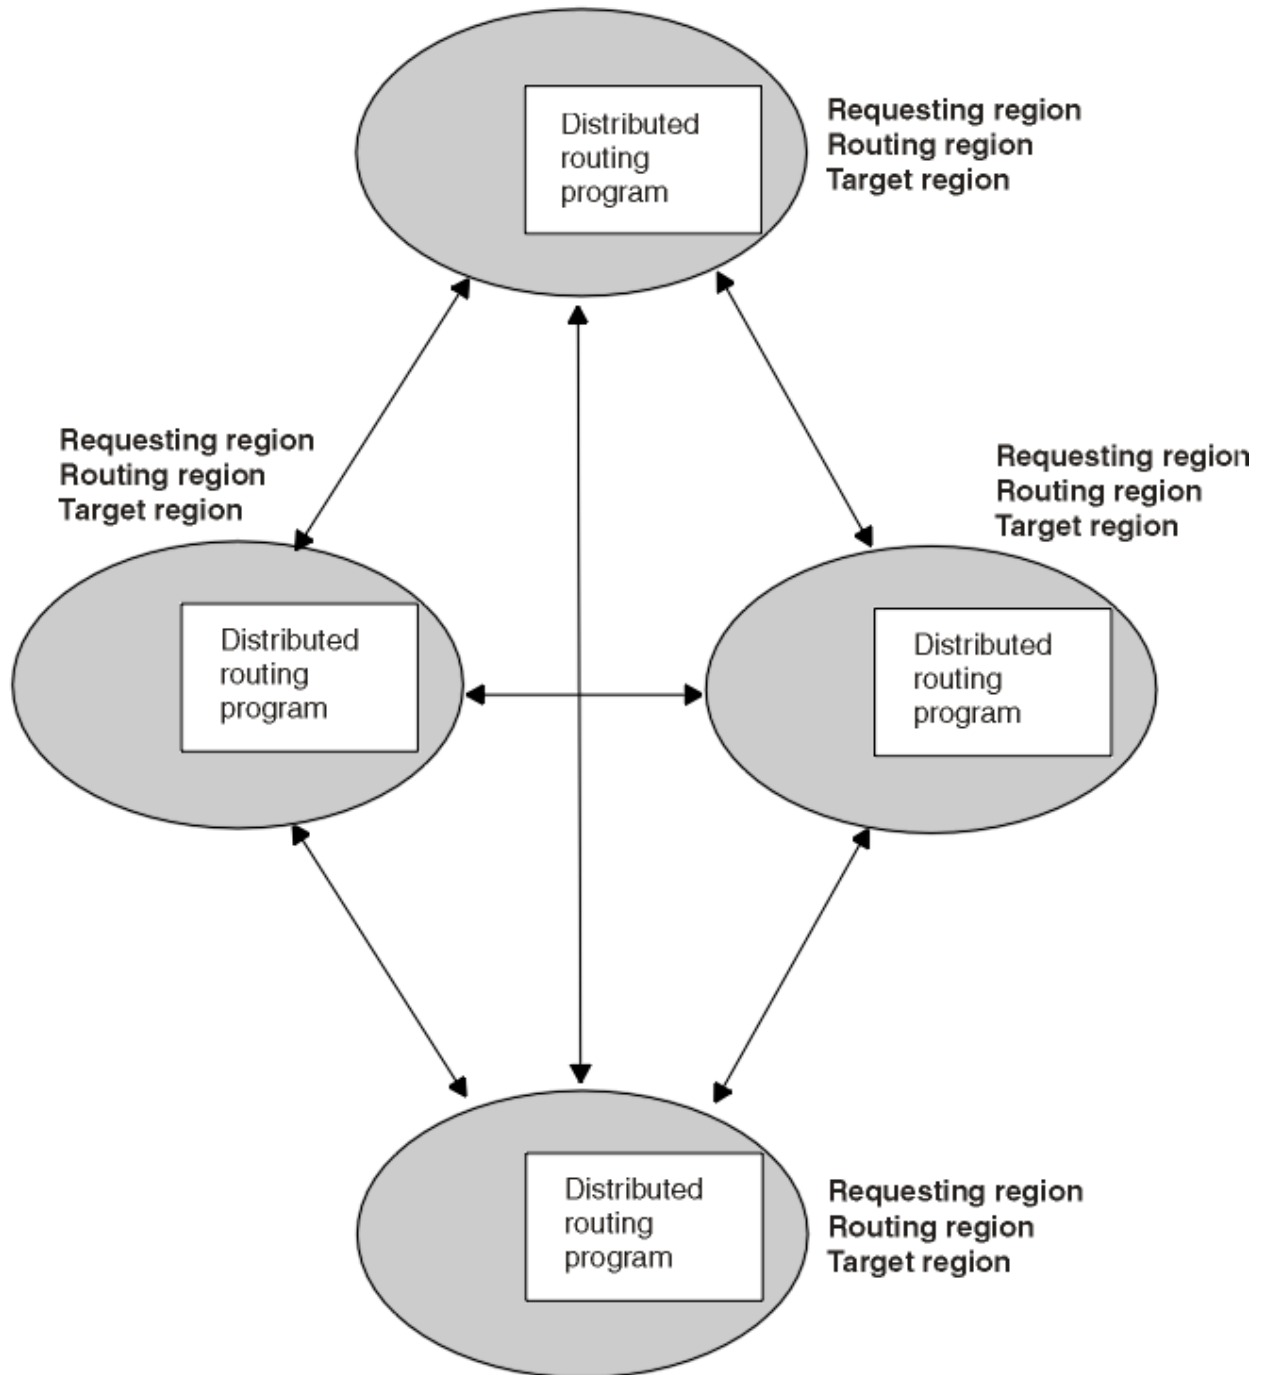 Distributed
routing
program
Requesting region
Routing region
Target region
Requesting region
Routing region
Target region
Distributed
routing
program
Requesting region
Routing region
Target region
Distributed
routing
program
Distributed
routing
program
Requesting region
Routing region
Target region